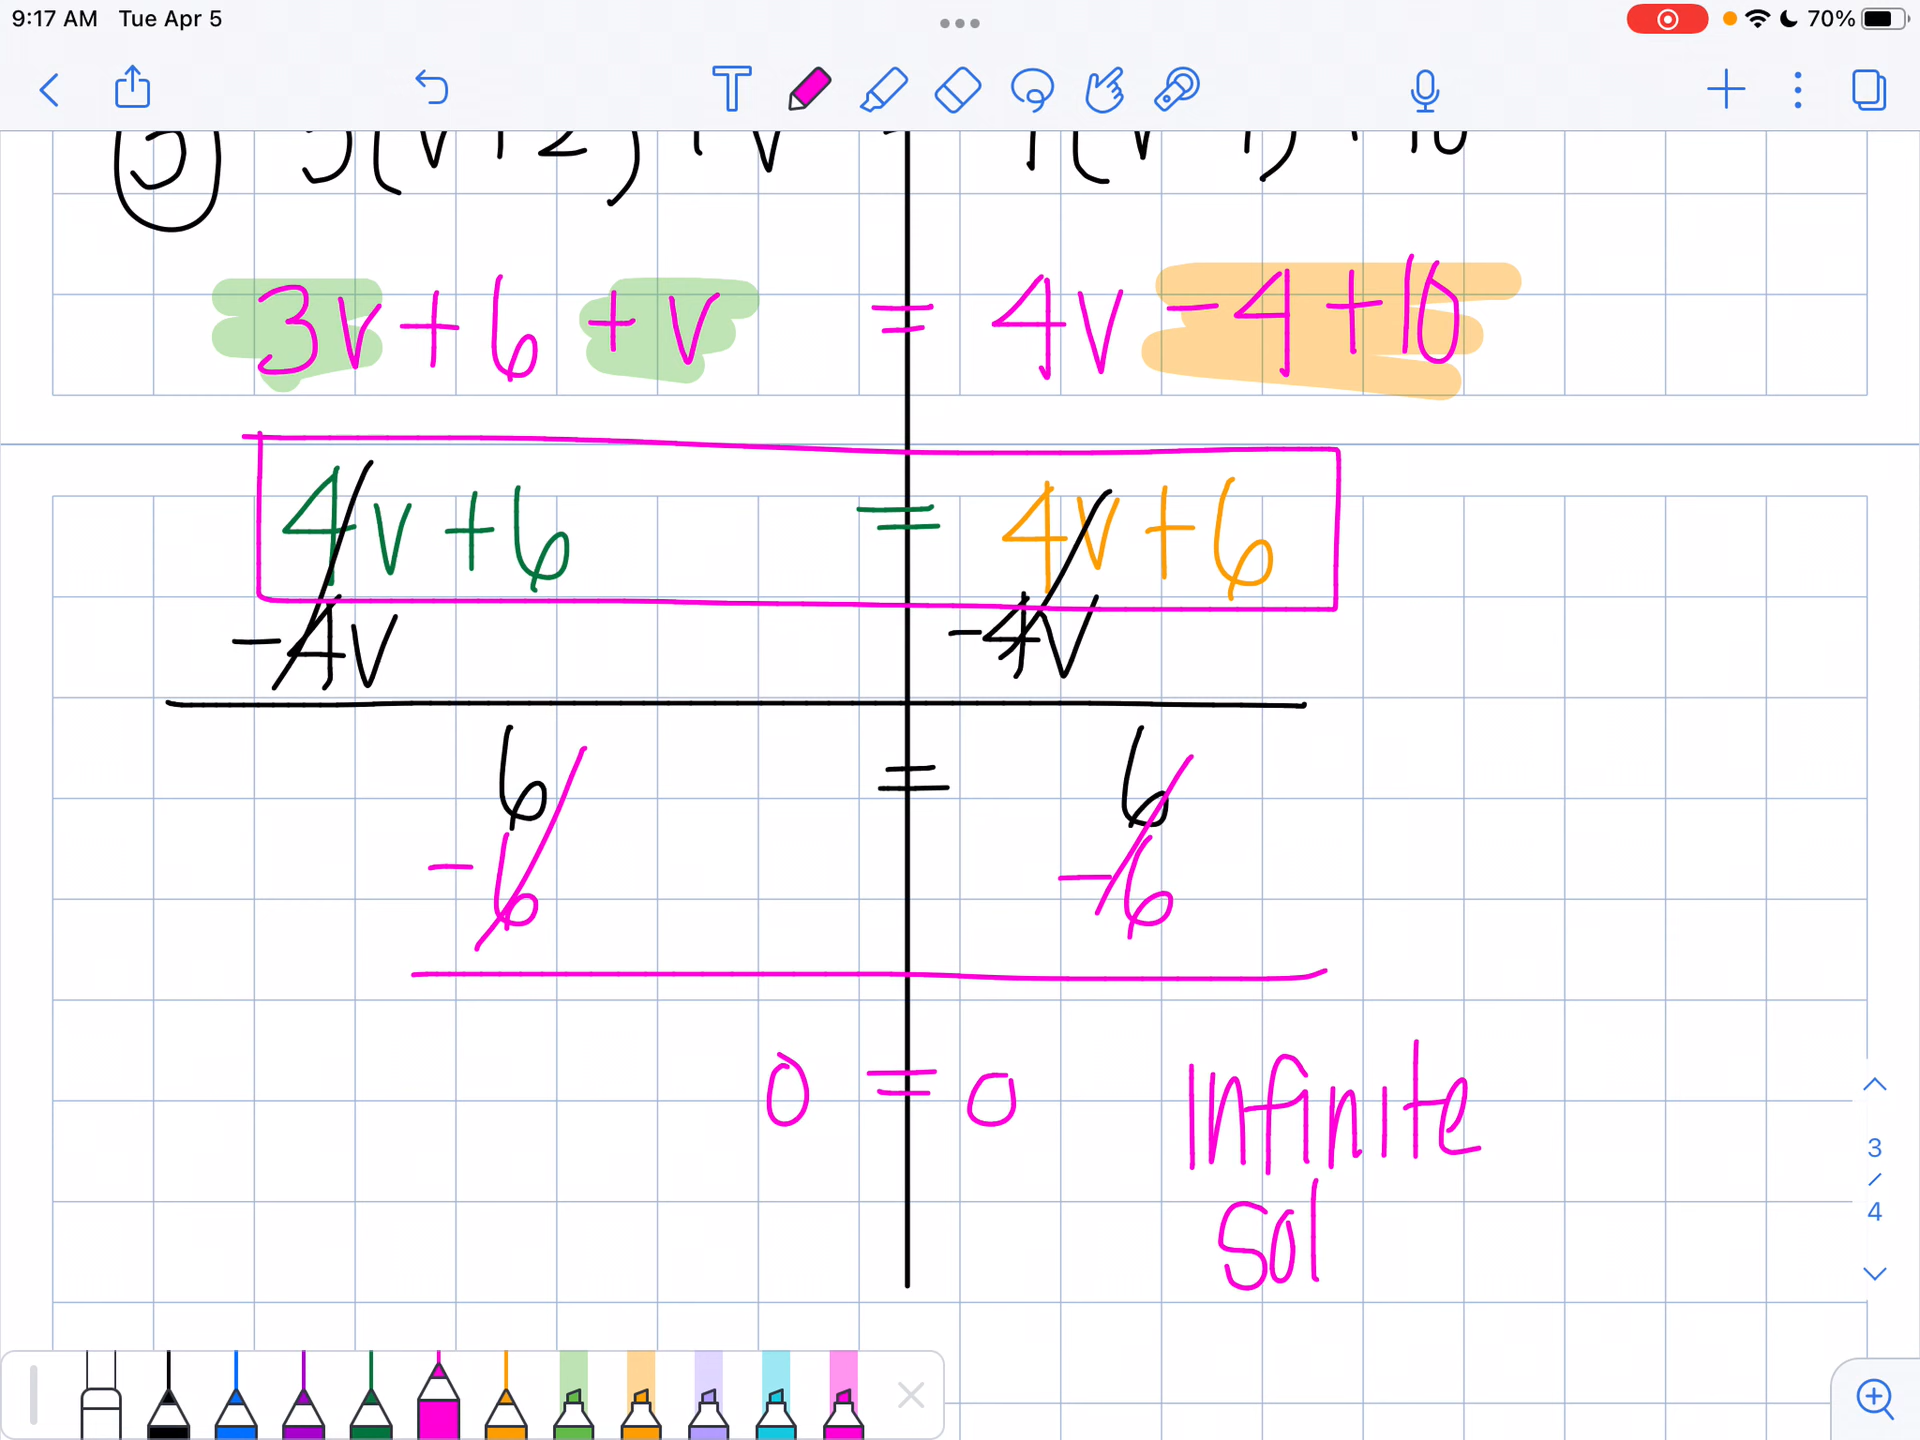 9:17 AM Tue Apr 5
70%
3v + 6 + v = 4v - 4 + 10
4v + 6 = 4v + 6
-4v -4v
6 = 6
-6 -6
0 = 0 Infinite
sol
3
/
4